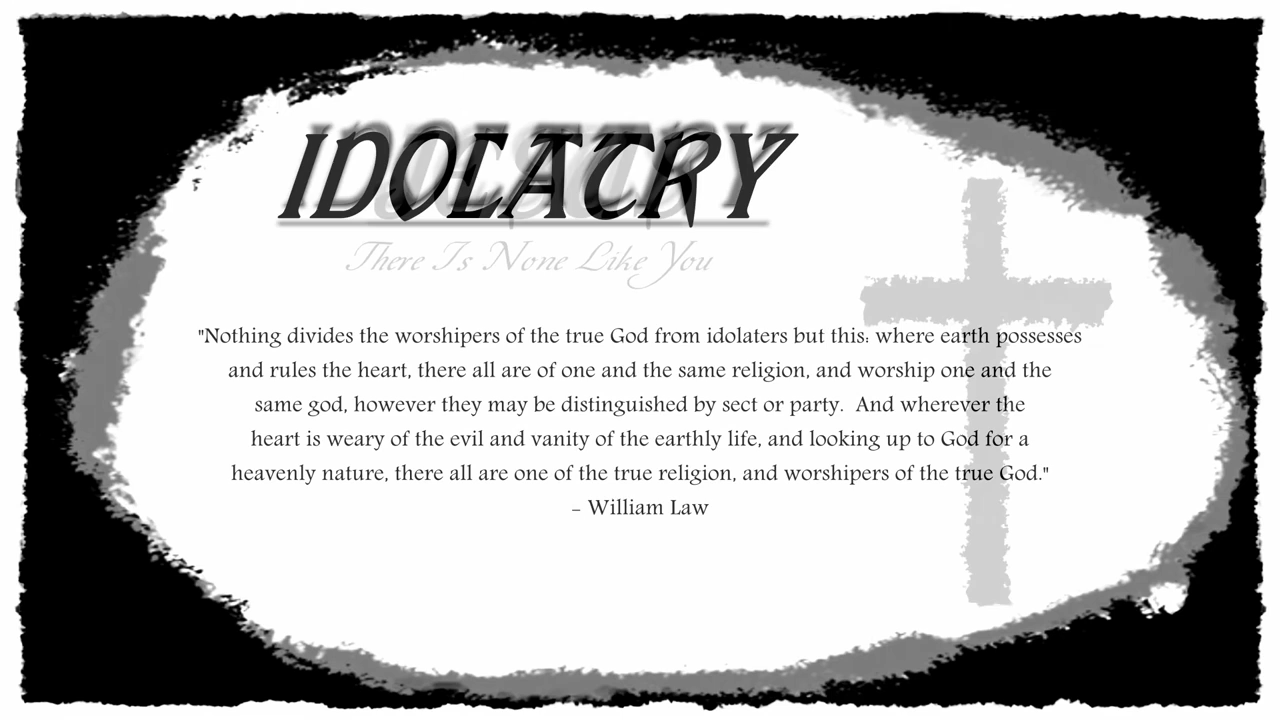 IDOLATRY
There Is None Like You
"Nothing divides the worshipers of the true God from idolaters but this: where earth possesses
and rules the heart, there all are of one and the same religion, and worship one and the
same god, however they may be distinguished by sect or party.  And wherever the
heart is weary of the evil and vanity of the earthly life, and looking up to God for a
heavenly nature, there all are one of the true religion, and worshipers of the true God."
- William Law